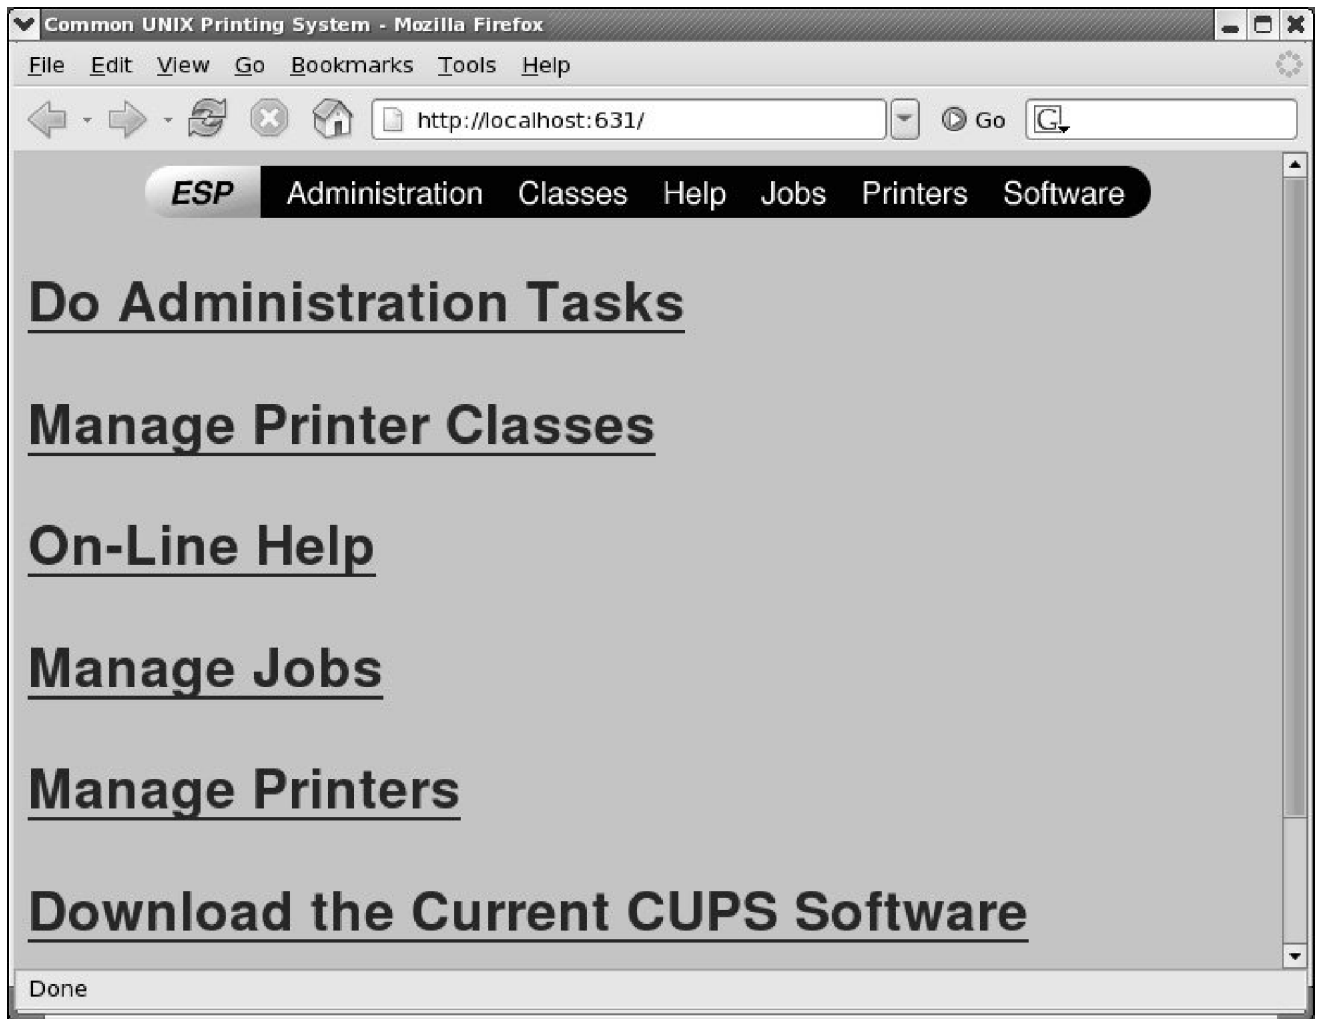 Common UNIX Printing System - Mozilla Firefox
File Edit View Go Bookmarks Tools Help
http://localhost:631/ Go G
ESP Administration Classes Help Jobs Printers Software
Do Administration Tasks
Manage Printer Classes
On-Line Help
Manage Jobs
Manage Printers
Download the Current CUPS Software
Done